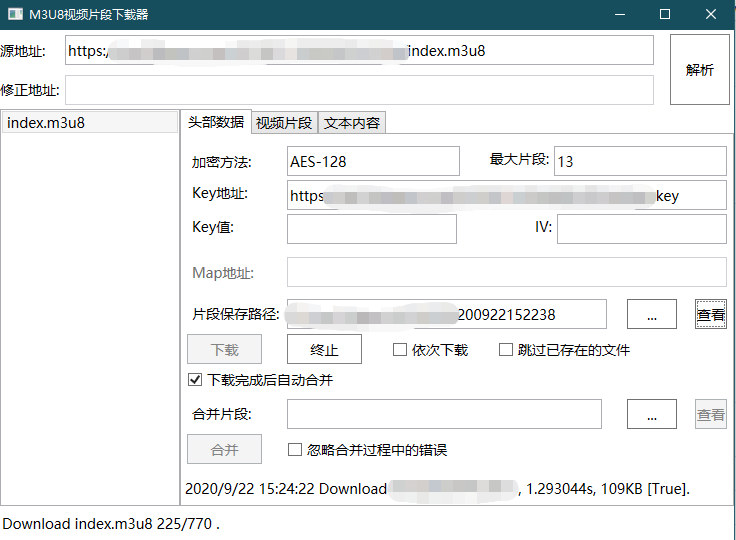 M3U8视频片段下载器
源地址: https:/ index.m3u8
解析
修正地址:
index.m3u8
头部数据 视频片段 文本内容
加密方法: AES-128 最大片段: 13
Key地址: https key
Key值: IV:
Map地址:
片段保存路径: 200922152238 ... 查看
下载 终止 依次下载 跳过已存在的文件
下载完成后自动合并
合并片段: ... 查看
合并 忽略合并过程中的错误
2020/9/22 15:24:22 Download , 1.293044s, 109KB [True].
Download index.m3u8 225/770 .